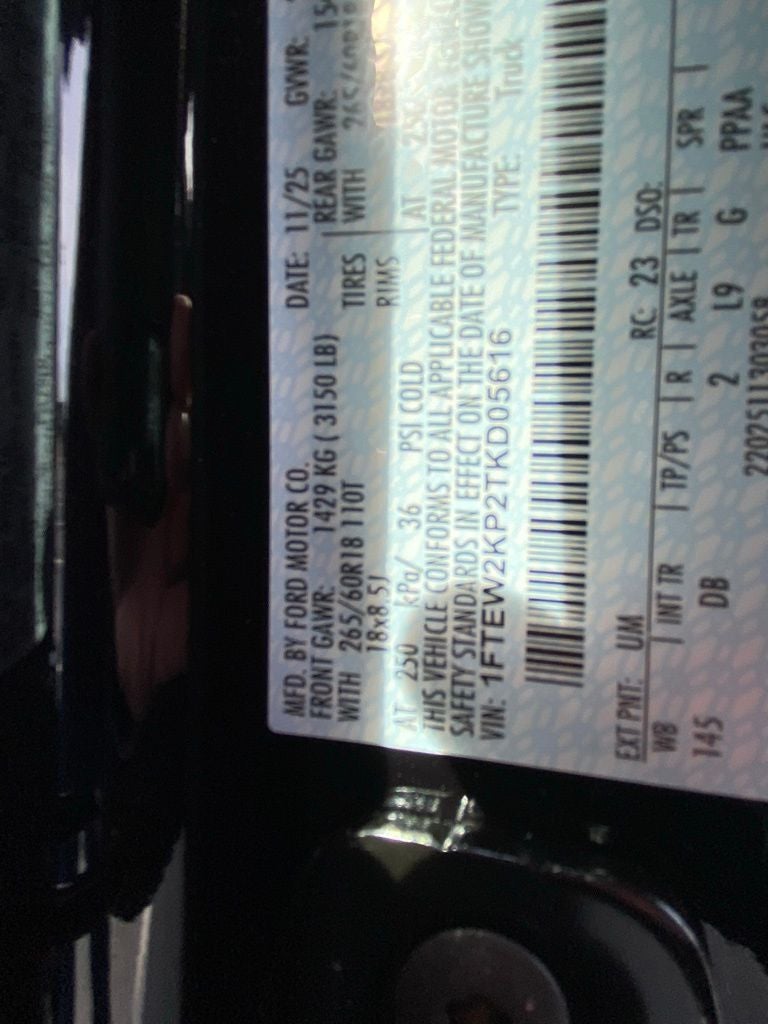 MFD. BY FORD MOTOR CO. DATE: 11/25 GVWR:
FRONT GAWR: 1429 KG ( 3150 LB) REAR GAWR:
WITH 265/60R18 110T TIRES WITH
18x8.5J RIMS
AT 250 kPa/ 36 PSI COLD AT
THIS VEHICLE CONFORMS TO ALL APPLICABLE FEDERAL MOTOR
SAFETY STANDARDS IN EFFECT ON THE DATE OF MANUFACTURE SHOW
VIN: 1FTEW2KP2TKD05616 TYPE: Truck
EXT PNT: UM RC: 23 DSO:
WB | INT TR | TP/PS | R | AXLE | TR | SPR |
145 DB 2 L9 G PPAA
2202511303058